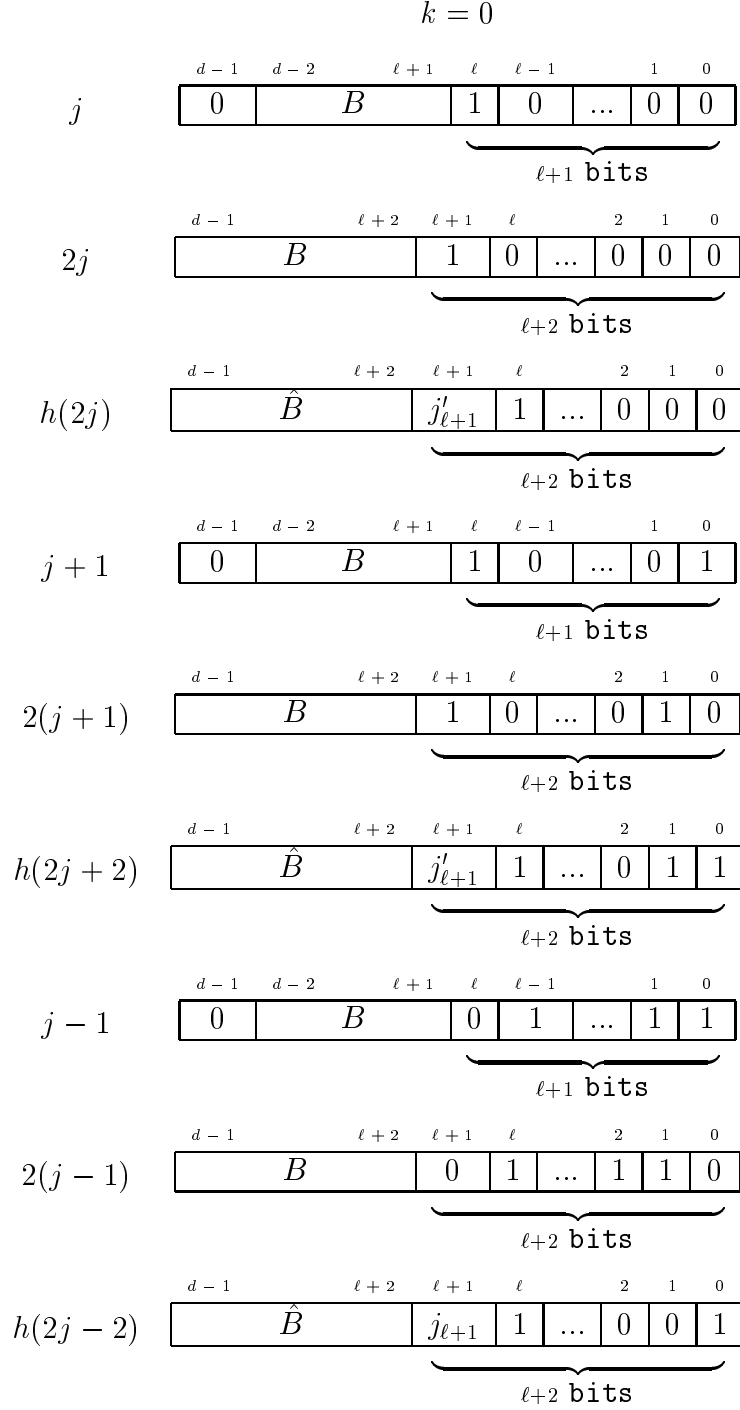 k = 0
d − 1 d − 2 ℓ + 1 ℓ ℓ − 1 1 0
j 0 B 1 0 ... 0 0
ℓ+1 bits
d − 1 ℓ + 2 ℓ + 1 ℓ 2 1 0
2j B 1 0 ... 0 0 0
ℓ+2 bits
d − 1 ℓ + 2 ℓ + 1 ℓ 2 1 0
h(2j) B̂ j′ℓ+1 1 ... 0 0 0
ℓ+2 bits
d − 1 d − 2 ℓ + 1 ℓ ℓ − 1 1 0
j + 1 0 B 1 0 ... 0 1
ℓ+1 bits
d − 1 ℓ + 2 ℓ + 1 ℓ 2 1 0
2(j + 1) B 1 0 ... 0 1 0
ℓ+2 bits
d − 1 ℓ + 2 ℓ + 1 ℓ 2 1 0
h(2j + 2) B̂ j′ℓ+1 1 ... 0 1 1
ℓ+2 bits
d − 1 d − 2 ℓ + 1 ℓ ℓ − 1 1 0
j − 1 0 B 0 1 ... 1 1
ℓ+1 bits
d − 1 ℓ + 2 ℓ + 1 ℓ 2 1 0
2(j − 1) B 0 1 ... 1 1 0
ℓ+2 bits
d − 1 ℓ + 2 ℓ + 1 ℓ 2 1 0
h(2j − 2) B̂ jℓ+1 1 ... 0 0 1
ℓ+2 bits